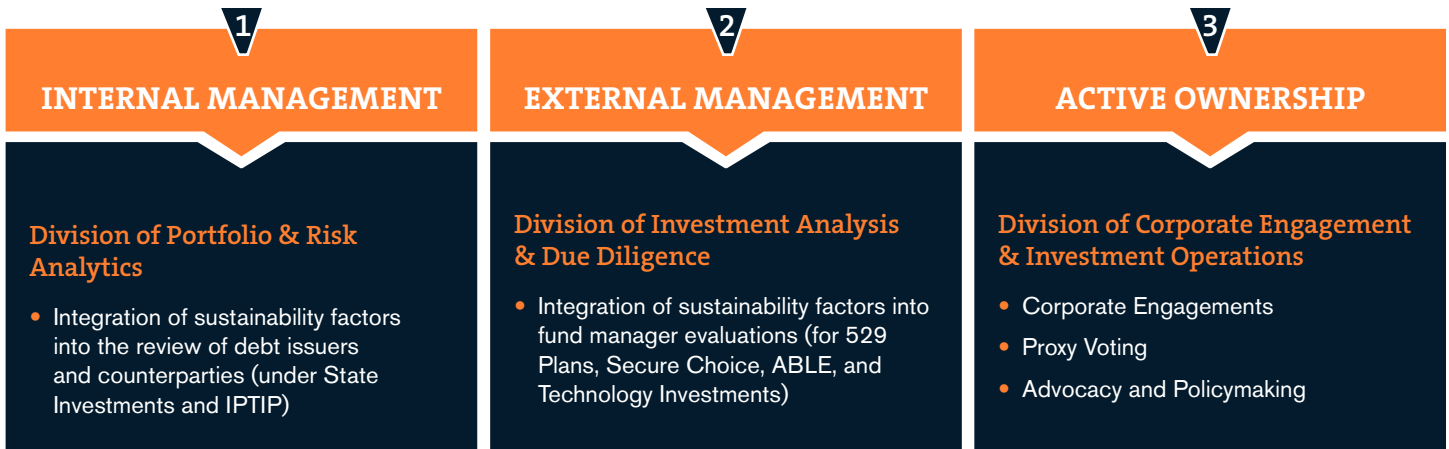 1
INTERNAL MANAGEMENT
Division of Portfolio & Risk
Analytics
• Integration of sustainability factors
into the review of debt issuers
and counterparties (under State
Investments and IPTIP)
2
EXTERNAL MANAGEMENT
Division of Investment Analysis
& Due Diligence
• Integration of sustainability factors into
fund manager evaluations (for 529
Plans, Secure Choice, ABLE, and
Technology Investments)
3
ACTIVE OWNERSHIP
Division of Corporate Engagement
& Investment Operations
• Corporate Engagements
• Proxy Voting
• Advocacy and Policymaking